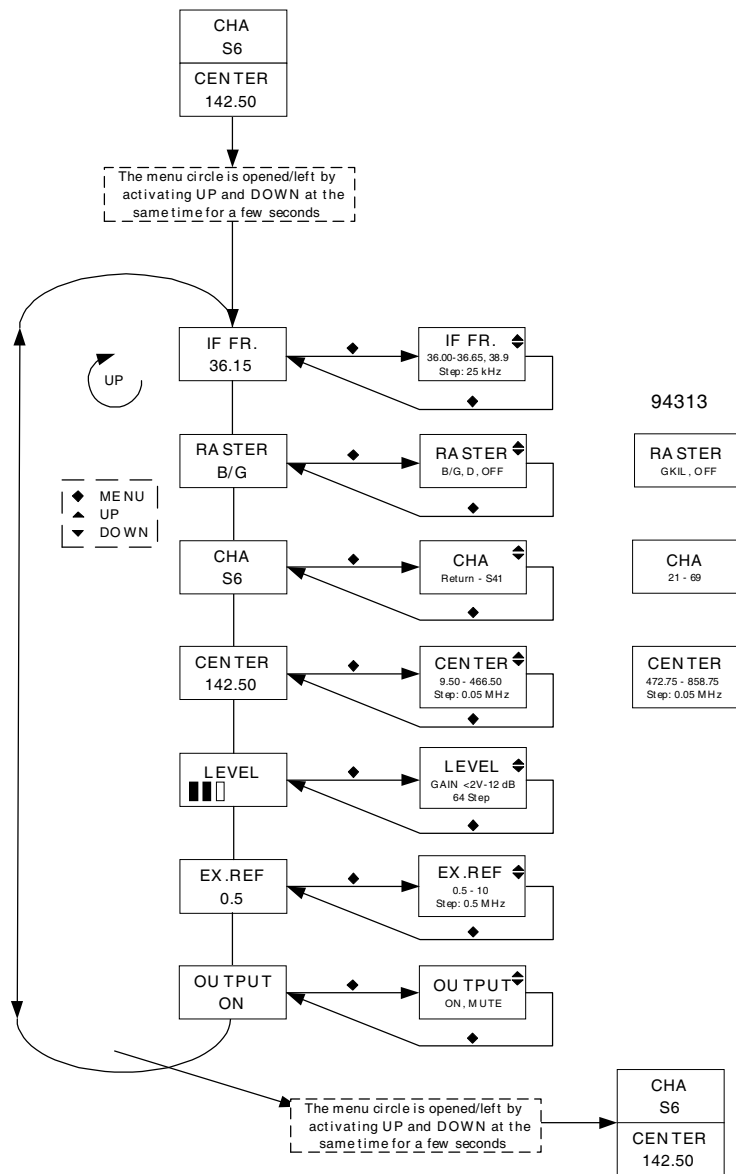 CHA
S6
CENTER
142.50
The menu circle is opened/left by
activating UP and DOWN at the
same time for a few seconds
IF FR.
36.15
IF FR.
36.00-36.65, 38.9
Step: 25 kHz
UP
94313
RASTER
B/G
RASTER
B/G, D, OFF
RASTER
GKIL, OFF
MENU
UP
DOWN
CHA
S6
CHA
Return - S41
CHA
21 - 69
CENTER
142.50
CENTER
9.50 - 466.50
Step: 0.05 MHz
CENTER
472.75 - 858.75
Step: 0.05 MHz
LEVEL
LEVEL
GAIN <2V-12 dB
64 Step
EX.REF
0.5
EX.REF
0.5 - 10
Step: 0.5 MHz
OUTPUT
ON
OUTPUT
ON, MUTE
The menu circle is opened/left by
activating UP and DOWN at the
same time for a few seconds
CHA
S6
CENTER
142.50